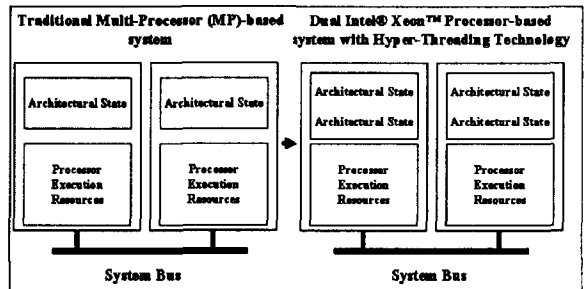 Traditional Multi-Processor (MP)-based
system
Dual Intel® Xeon™ Processor-based
system with Hyper-Threading Technology
Architectural State
Architectural State
Architectural State
Architectural State
Architectural State
Architectural State
Processor
Execution
Resources
Processor
Execution
Resources
Processor
Execution
Resources
Processor
Execution
Resources
System Bus
System Bus